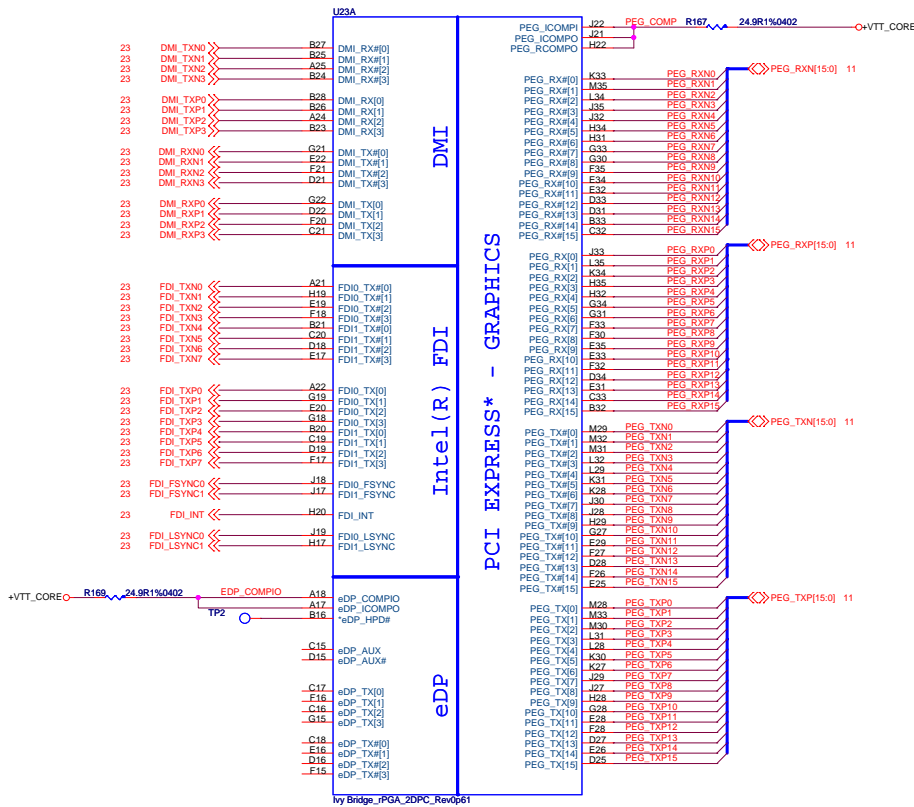 U23A
23 DMI_TXN0 B27 DMI_RX#[0]
23 DMI_TXN1 B25 DMI_RX#[1]
23 DMI_TXN2 A25 DMI_RX#[2]
23 DMI_TXN3 B24 DMI_RX#[3]
23 DMI_TXP0 B28 DMI_RX[0]
23 DMI_TXP1 B26 DMI_RX[1]
23 DMI_TXP2 A24 DMI_RX[2]
23 DMI_TXP3 B23 DMI_RX[3]
23 DMI_RXN0 G21 DMI_TX#[0]
23 DMI_RXN1 E22 DMI_TX#[1]
23 DMI_RXN2 F21 DMI_TX#[2]
23 DMI_RXN3 D21 DMI_TX#[3]
23 DMI_RXP0 G22 DMI_TX[0]
23 DMI_RXP1 D22 DMI_TX[1]
23 DMI_RXP2 F20 DMI_TX[2]
23 DMI_RXP3 C21 DMI_TX[3]
DMI
23 FDI_TXN0 A21 FDI0_TX#[0]
23 FDI_TXN1 H19 FDI0_TX#[1]
23 FDI_TXN2 E19 FDI0_TX#[2]
23 FDI_TXN3 F18 FDI0_TX#[3]
23 FDI_TXN4 B21 FDI1_TX#[0]
23 FDI_TXN5 C20 FDI1_TX#[1]
23 FDI_TXN6 D18 FDI1_TX#[2]
23 FDI_TXN7 E17 FDI1_TX#[3]
23 FDI_TXP0 A22 FDI0_TX[0]
23 FDI_TXP1 G19 FDI0_TX[1]
23 FDI_TXP2 E20 FDI0_TX[2]
23 FDI_TXP3 G18 FDI0_TX[3]
23 FDI_TXP4 B20 FDI1_TX[0]
23 FDI_TXP5 C19 FDI1_TX[1]
23 FDI_TXP6 D19 FDI1_TX[2]
23 FDI_TXP7 F17 FDI1_TX[3]
23 FDI_FSYNC0 J18 FDI0_FSYNC
23 FDI_FSYNC1 J17 FDI1_FSYNC
23 FDI_INT H20 FDI_INT
23 FDI_LSYNC0 J19 FDI0_LSYNC
23 FDI_LSYNC1 H17 FDI1_LSYNC
Intel(R) FDI
+VTT_CORE R169 24.9R1%0402 EDP_COMPIO A18 eDP_COMPIO
A17 eDP_ICOMPO
TP2 B16 *eDP_HPD#
C15 eDP_AUX
D15 eDP_AUX#
C17 eDP_TX[0]
F16 eDP_TX[1]
C16 eDP_TX[2]
G15 eDP_TX[3]
C18 eDP_TX#[0]
E16 eDP_TX#[1]
D16 eDP_TX#[2]
F15 eDP_TX#[3]
eDP
PCI EXPRESS* - GRAPHICS
PEG_ICOMPI J22 PEG_COMP R167 24.9R1%0402 +VTT_CORE
PEG_ICOMPO J21
PEG_RCOMPO H22
PEG_RXN[15:0] 11
PEG_RX#[0] K33 PEG_RXN0
PEG_RX#[1] M35 PEG_RXN1
PEG_RX#[2] L34 PEG_RXN2
PEG_RX#[3] J35 PEG_RXN3
PEG_RX#[4] J32 PEG_RXN4
PEG_RX#[5] H34 PEG_RXN5
PEG_RX#[6] H31 PEG_RXN6
PEG_RX#[7] G33 PEG_RXN7
PEG_RX#[8] G30 PEG_RXN8
PEG_RX#[9] F35 PEG_RXN9
PEG_RX#[10] E34 PEG_RXN10
PEG_RX#[11] E32 PEG_RXN11
PEG_RX#[12] D33 PEG_RXN12
PEG_RX#[13] D31 PEG_RXN13
PEG_RX#[14] B33 PEG_RXN14
PEG_RX#[15] C32 PEG_RXN15
PEG_RXP[15:0] 11
PEG_RX[0] J33 PEG_RXP0
PEG_RX[1] L35 PEG_RXP1
PEG_RX[2] K34 PEG_RXP2
PEG_RX[3] H35 PEG_RXP3
PEG_RX[4] H32 PEG_RXP4
PEG_RX[5] G34 PEG_RXP5
PEG_RX[6] G31 PEG_RXP6
PEG_RX[7] F33 PEG_RXP7
PEG_RX[8] F30 PEG_RXP8
PEG_RX[9] E35 PEG_RXP9
PEG_RX[10] E33 PEG_RXP10
PEG_RX[11] F32 PEG_RXP11
PEG_RX[12] D34 PEG_RXP12
PEG_RX[13] E31 PEG_RXP13
PEG_RX[14] C33 PEG_RXP14
PEG_RX[15] B32 PEG_RXP15
PEG_TXN[15:0] 11
PEG_TX#[0] M29 PEG_TXN0
PEG_TX#[1] M32 PEG_TXN1
PEG_TX#[2] M31 PEG_TXN2
PEG_TX#[3] L32 PEG_TXN3
PEG_TX#[4] L29 PEG_TXN4
PEG_TX#[5] K31 PEG_TXN5
PEG_TX#[6] K28 PEG_TXN6
PEG_TX#[7] J30 PEG_TXN7
PEG_TX#[8] J28 PEG_TXN8
PEG_TX#[9] H29 PEG_TXN9
PEG_TX#[10] G27 PEG_TXN10
PEG_TX#[11] E29 PEG_TXN11
PEG_TX#[12] F27 PEG_TXN12
PEG_TX#[13] D28 PEG_TXN13
PEG_TX#[14] F26 PEG_TXN14
PEG_TX#[15] E25 PEG_TXN15
PEG_TXP[15:0] 11
PEG_TX[0] M28 PEG_TXP0
PEG_TX[1] M33 PEG_TXP1
PEG_TX[2] M30 PEG_TXP2
PEG_TX[3] L31 PEG_TXP3
PEG_TX[4] L28 PEG_TXP4
PEG_TX[5] K30 PEG_TXP5
PEG_TX[6] K27 PEG_TXP6
PEG_TX[7] J29 PEG_TXP7
PEG_TX[8] J27 PEG_TXP8
PEG_TX[9] H28 PEG_TXP9
PEG_TX[10] G28 PEG_TXP10
PEG_TX[11] E28 PEG_TXP11
PEG_TX[12] F28 PEG_TXP12
PEG_TX[13] D27 PEG_TXP13
PEG_TX[14] E26 PEG_TXP14
PEG_TX[15] D25 PEG_TXP15
Ivy Bridge_rPGA_2DPC_Rev0p61